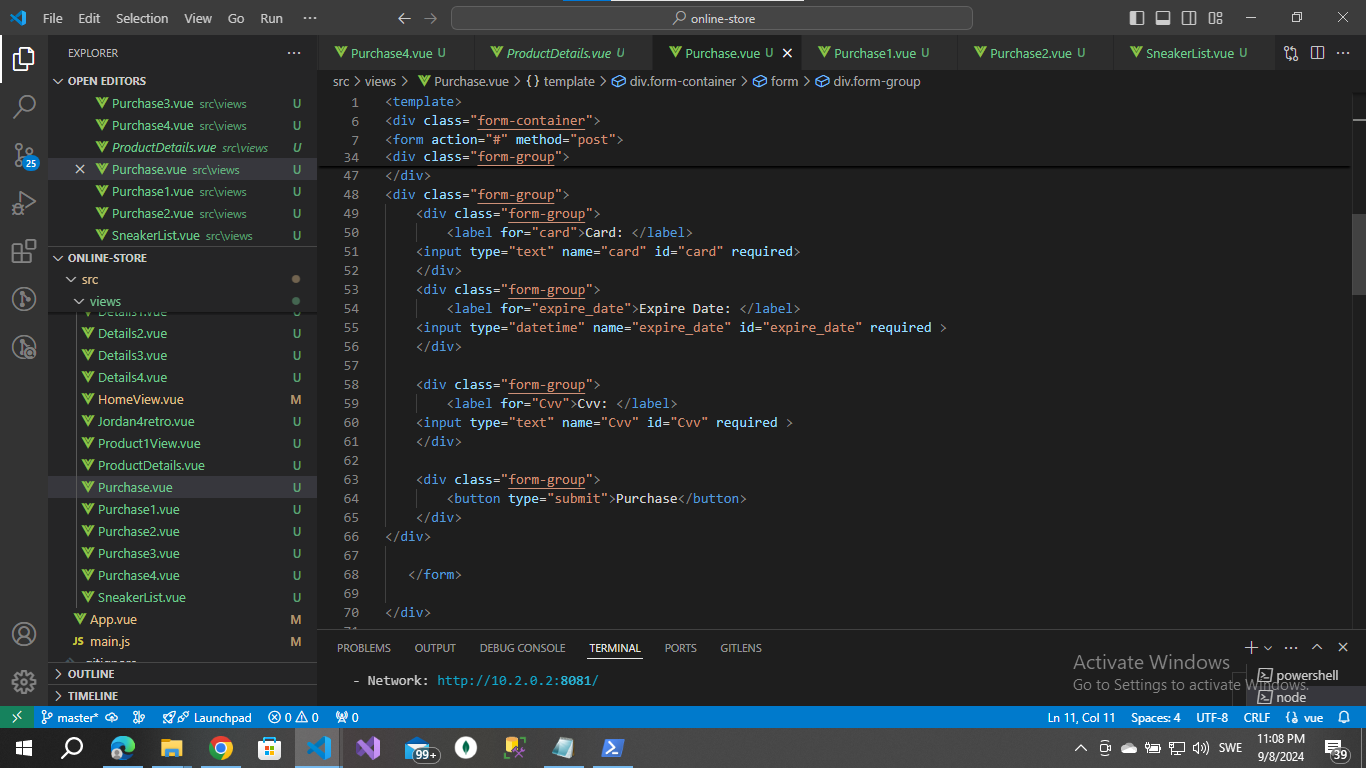 File Edit Selection View Go Run ··· online-store
EXPLORER ···
OPEN EDITORS
Purchase3.vue src\views U
Purchase4.vue src\views U
ProductDetails.vue src\views U
Purchase.vue src\views U
Purchase1.vue src\views U
Purchase2.vue src\views U
SneakerList.vue src\views U
ONLINE-STORE
src
views
Details1.vue U
Details2.vue U
Details3.vue U
Details4.vue U
HomeView.vue M
Jordan4retro.vue U
Product1View.vue U
ProductDetails.vue U
Purchase.vue U
Purchase1.vue U
Purchase2.vue U
Purchase3.vue U
Purchase4.vue U
SneakerList.vue U
App.vue M
JS main.js M
.gitignore
OUTLINE
TIMELINE
25
Purchase4.vue U ProductDetails.vue U Purchase.vue U Purchase1.vue U Purchase2.vue U SneakerList.vue U ···
src > views > Purchase.vue > {} template > div.form-container > form > div.form-group
1 <template>
6 <div class="form-container">
7 <form action="#" method="post">
34 <div class="form-group">
47 </div>
48 <div class="form-group">
49 <div class="form-group">
50 <label for="card">Card: </label>
51 <input type="text" name="card" id="card" required>
52 </div>
53 <div class="form-group">
54 <label for="expire_date">Expire Date: </label>
55 <input type="datetime" name="expire_date" id="expire_date" required >
56 </div>
57
58 <div class="form-group">
59 <label for="Cvv">Cvv: </label>
60 <input type="text" name="Cvv" id="Cvv" required >
61 </div>
62
63 <div class="form-group">
64 <button type="submit">Purchase</button>
65 </div>
66 </div>
67
68 </form>
69
70 </div>
PROBLEMS OUTPUT DEBUG CONSOLE TERMINAL PORTS GITLENS
- Network: http://10.2.0.2:8081/
powershell
node
Activate Windows
Go to Settings to activate Windows.
master* Launchpad 0 0 0 Ln 11, Col 11 Spaces: 4 UTF-8 CRLF {} vue
99+ SWE 11:08 PM
9/8/2024 39